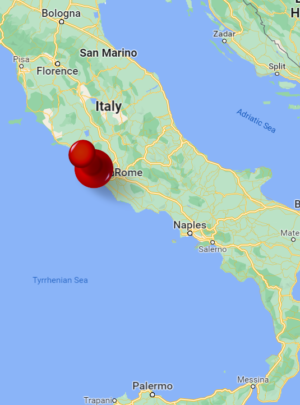 Bologna
H
Zadar
San Marino
Pisa
Florence
Split
Italy
Adriatic Sea
Rome
B
Naples
Mate
Salerno
Tyrrhenian Sea
Messina
Palermo
Trapani